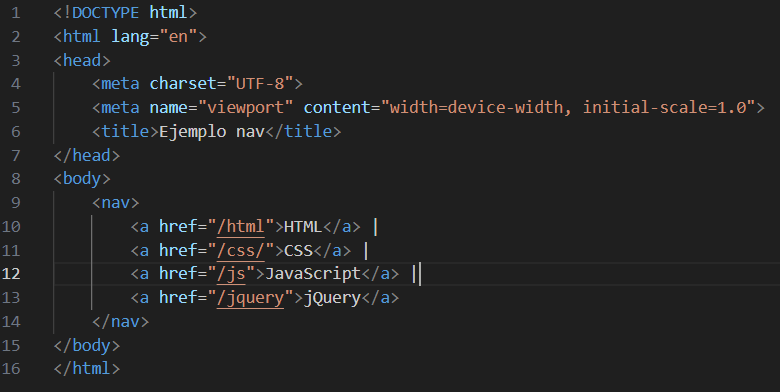 1 <!DOCTYPE html>
2 <html lang="en">
3 <head>
4     <meta charset="UTF-8">
5     <meta name="viewport" content="width=device-width, initial-scale=1.0">
6     <title>Ejemplo nav</title>
7 </head>
8 <body>
9     <nav>
10         <a href="/html">HTML</a> |
11         <a href="/css/">CSS</a> |
12         <a href="/js">JavaScript</a> |
13         <a href="/jquery">jQuery</a>
14     </nav>
15 </body>
16 </html>